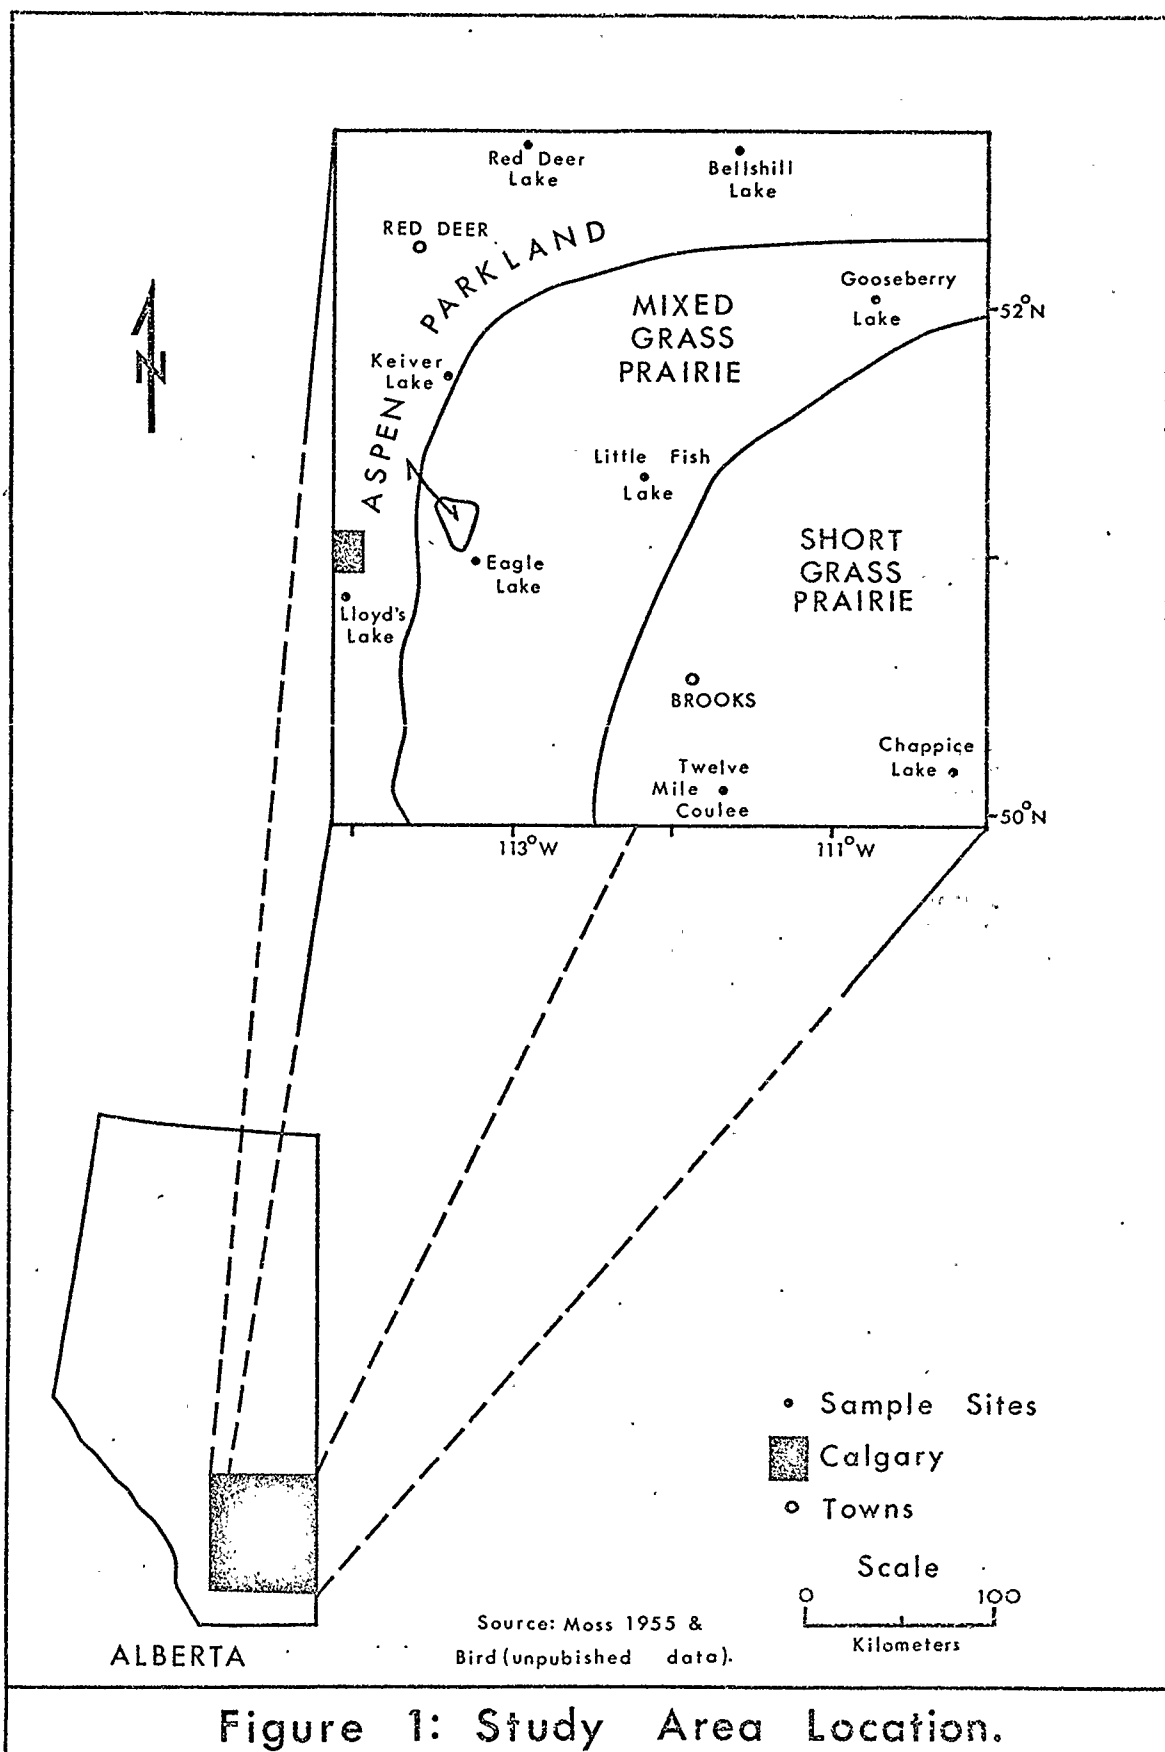 Red Deer
Lake
Bellshill
Lake
RED DEER
ASPEN PARKLAND
MIXED
GRASS
PRAIRIE
Gooseberry
Lake
52°N
Keiver
Lake
Little Fish
Lake
SHORT
GRASS
PRAIRIE
Eagle
Lake
Lloyd's
Lake
BROOKS
Chappice
Lake
Twelve
Mile
Coulee
50°N
113°W
111°W
N
Sample Sites
Calgary
Towns
Scale
0 100
Kilometers
Source: Moss 1955 &
Bird (unpubished data).
ALBERTA
Figure 1: Study Area Location.